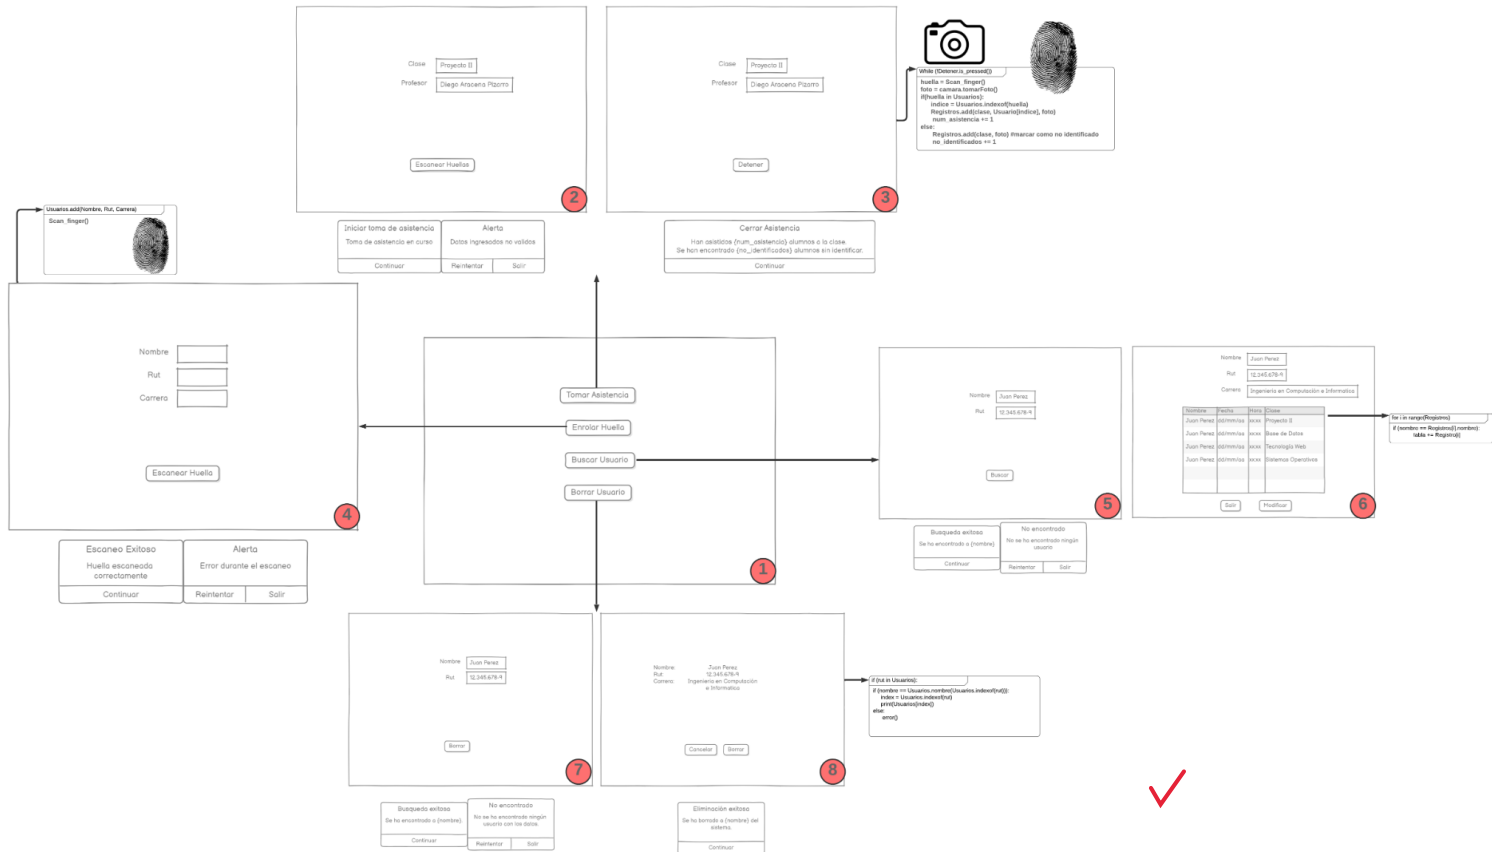 Clase Proyecto II
Profesor Diego Aracena Pizarro
Escanear Huellas
2
Iniciar toma de asistencia
Toma de asistencia en curso
Continuar
Alerta
Datos ingresados no validos
Reintentar Salir
Clase Proyecto II
Profesor Diego Aracena Pizarro
Detener
3
Cerrar Asistencia
Han asistidos {num_asistencia} alumnos a la clase
Se han encontrado {no_identificados} alumnos sin identificar.
Continuar
While (!Detener.is_pressed())
huella = Scan_finger()
foto = camara.tomarFoto()
if(huella in Usuarios):
indice = Usuarios.indexof(huella)
Registros.add(clase, Usuario[indice], foto)
num_asistencia += 1
else:
Registros.add(clase, foto) #marcar como no identificado
no_identificados += 1
Usuarios.add(Nombre, Rut, Carrera)
Scan_finger()
Nombre
Rut
Carrera
Escanear Huella
4
Escaneo Exitoso
Huella escaneada
correctamente
Continuar
Alerta
Error durante el escaneo
Reintentar Salir
Tomar Asistencia
Enrolar Huella
Buscar Usuario
Borrar Usuario
1
Nombre Juan Perez
Rut 12.345.678-9
Buscar
5
Busqueda exitosa
Se ha encontrado a {nombre}
Continuar
No encontrado
No se ha encontrado ningún
usuario
Reintentar Salir
Nombre Juan Perez
Rut 12.345.678-9
Carrera Ingenieria en Computación e Informatica
Nombre Fecha Hora Clase
Juan Perez dd/mm/aa xx:xx Proyecto II
Juan Perez dd/mm/aa xx:xx Base de Datos
Juan Perez dd/mm/aa xx:xx Tecnología Web
Juan Perez dd/mm/aa xx:xx Sistemas Operativos
Salir Modificar
6
for i in range(Registros)
if (nombre == Registros[i].nombre):
tabla += Registro[i]
Nombre Juan Perez
Rut 12.345.678-9
Borrar
7
Busqueda exitosa
Se ha encontrado a {nombre}.
Continuar
No encontrado
No se ha encontrado ningún
usuario con los datos.
Reintentar Salir
Nombre: Juan Perez
Rut: 12.345.678-9
Carrera: Ingenieria en Computación
e Informatica
Cancelar Borrar
8
Eliminación exitosa
Se ha borrado a {nombre} del
sistema.
Continuar
if (rut in Usuarios):
if (nombre == Usuarios.nombre(Usuarios.indexof(rut))):
index = Usuarios.indexof(rut)
print(Usuarios[index])
else:
error()